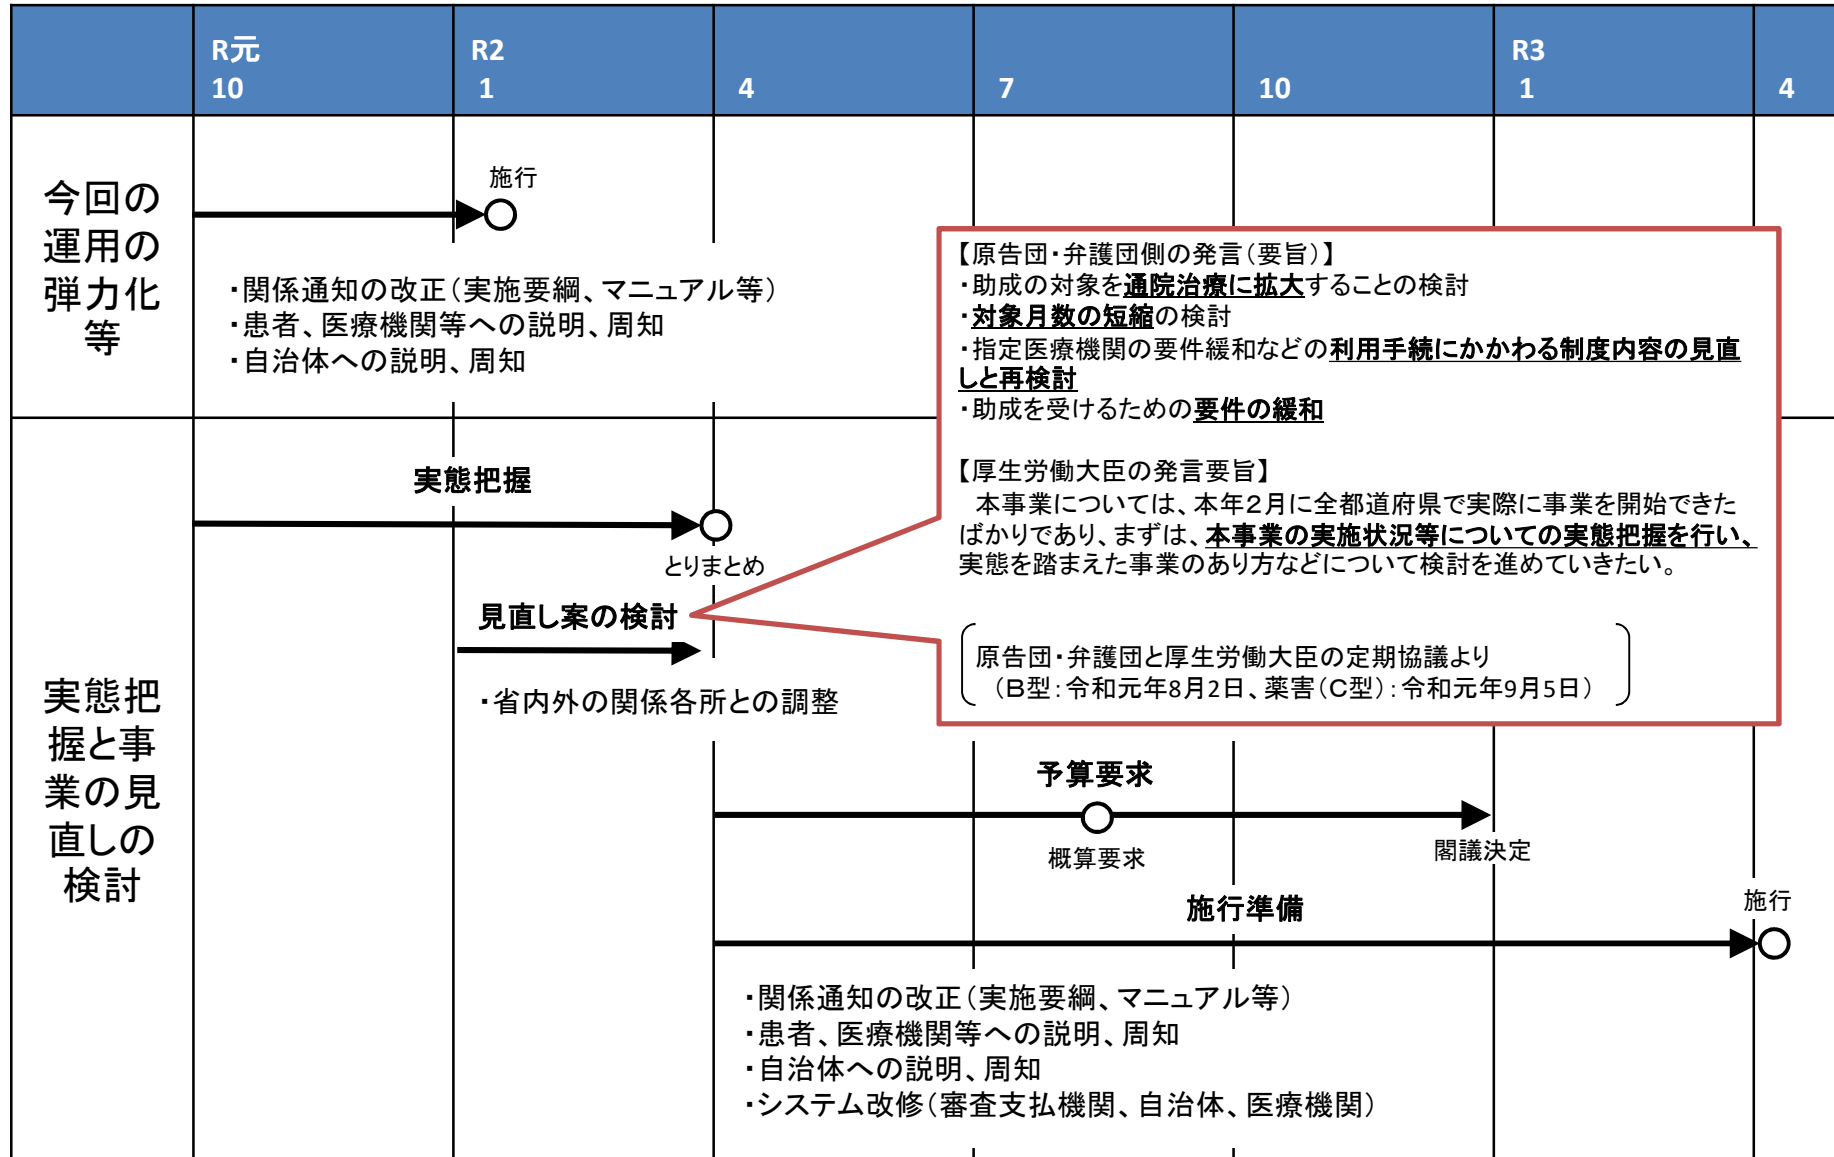 R元
10
R2
1
4
7
10
R3
1
4
今回の
運用の
弾力化
等
施行
・関係通知の改正（実施要綱、マニュアル等）
・患者、医療機関等への説明、周知
・自治体への説明、周知
【原告団・弁護団側の発言（要旨）】
・助成の対象を通院治療に拡大することの検討
・対象月数の短縮の検討
・指定医療機関の要件緩和などの利用手続にかかわる制度内容の見直
しと再検討
・助成を受けるための要件の緩和
【厚生労働大臣の発言要旨】
　本事業については、本年２月に全都道府県で実際に事業を開始できた
ばかりであり、まずは、本事業の実施状況等についての実態把握を行い、
実態を踏まえた事業のあり方などについて検討を進めていきたい。
原告団・弁護団と厚生労働大臣の定期協議より
（Ｂ型：令和元年8月2日、薬害（Ｃ型）：令和元年9月5日）
実態把
握と事
業の見
直しの
検討
実態把握
とりまとめ
見直し案の検討
・省内外の関係各所との調整
予算要求
概算要求
閣議決定
施行準備
施行
・関係通知の改正（実施要綱、マニュアル等）
・患者、医療機関等への説明、周知
・自治体への説明、周知
・システム改修（審査支払機関、自治体、医療機関）